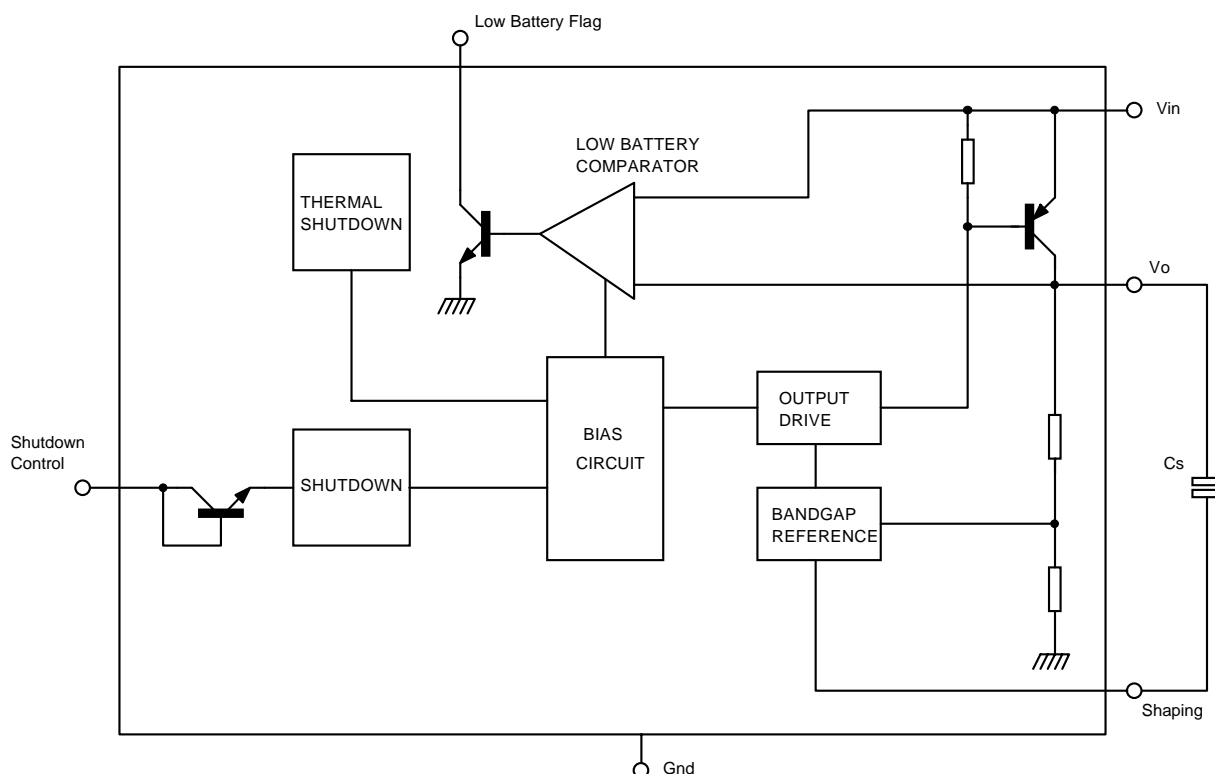 Low Battery Flag
Vin
LOW BATTERY
COMPARATOR
THERMAL
SHUTDOWN
Vo
Shutdown
Control
SHUTDOWN
BIAS
CIRCUIT
OUTPUT
DRIVE
BANDGAP
REFERENCE
Cs
Shaping
Gnd